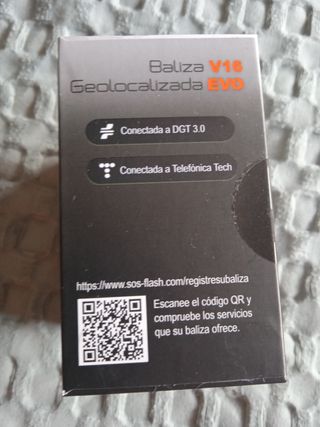 Baliza V16
Geolocalizada EVO
Conectada a DGT 3.0
Conectada a Telefónica Tech
https://www.sos-flash.com/registresubaliza
Escanee el código QR y
compruebe los servicios
que su baliza ofrece.